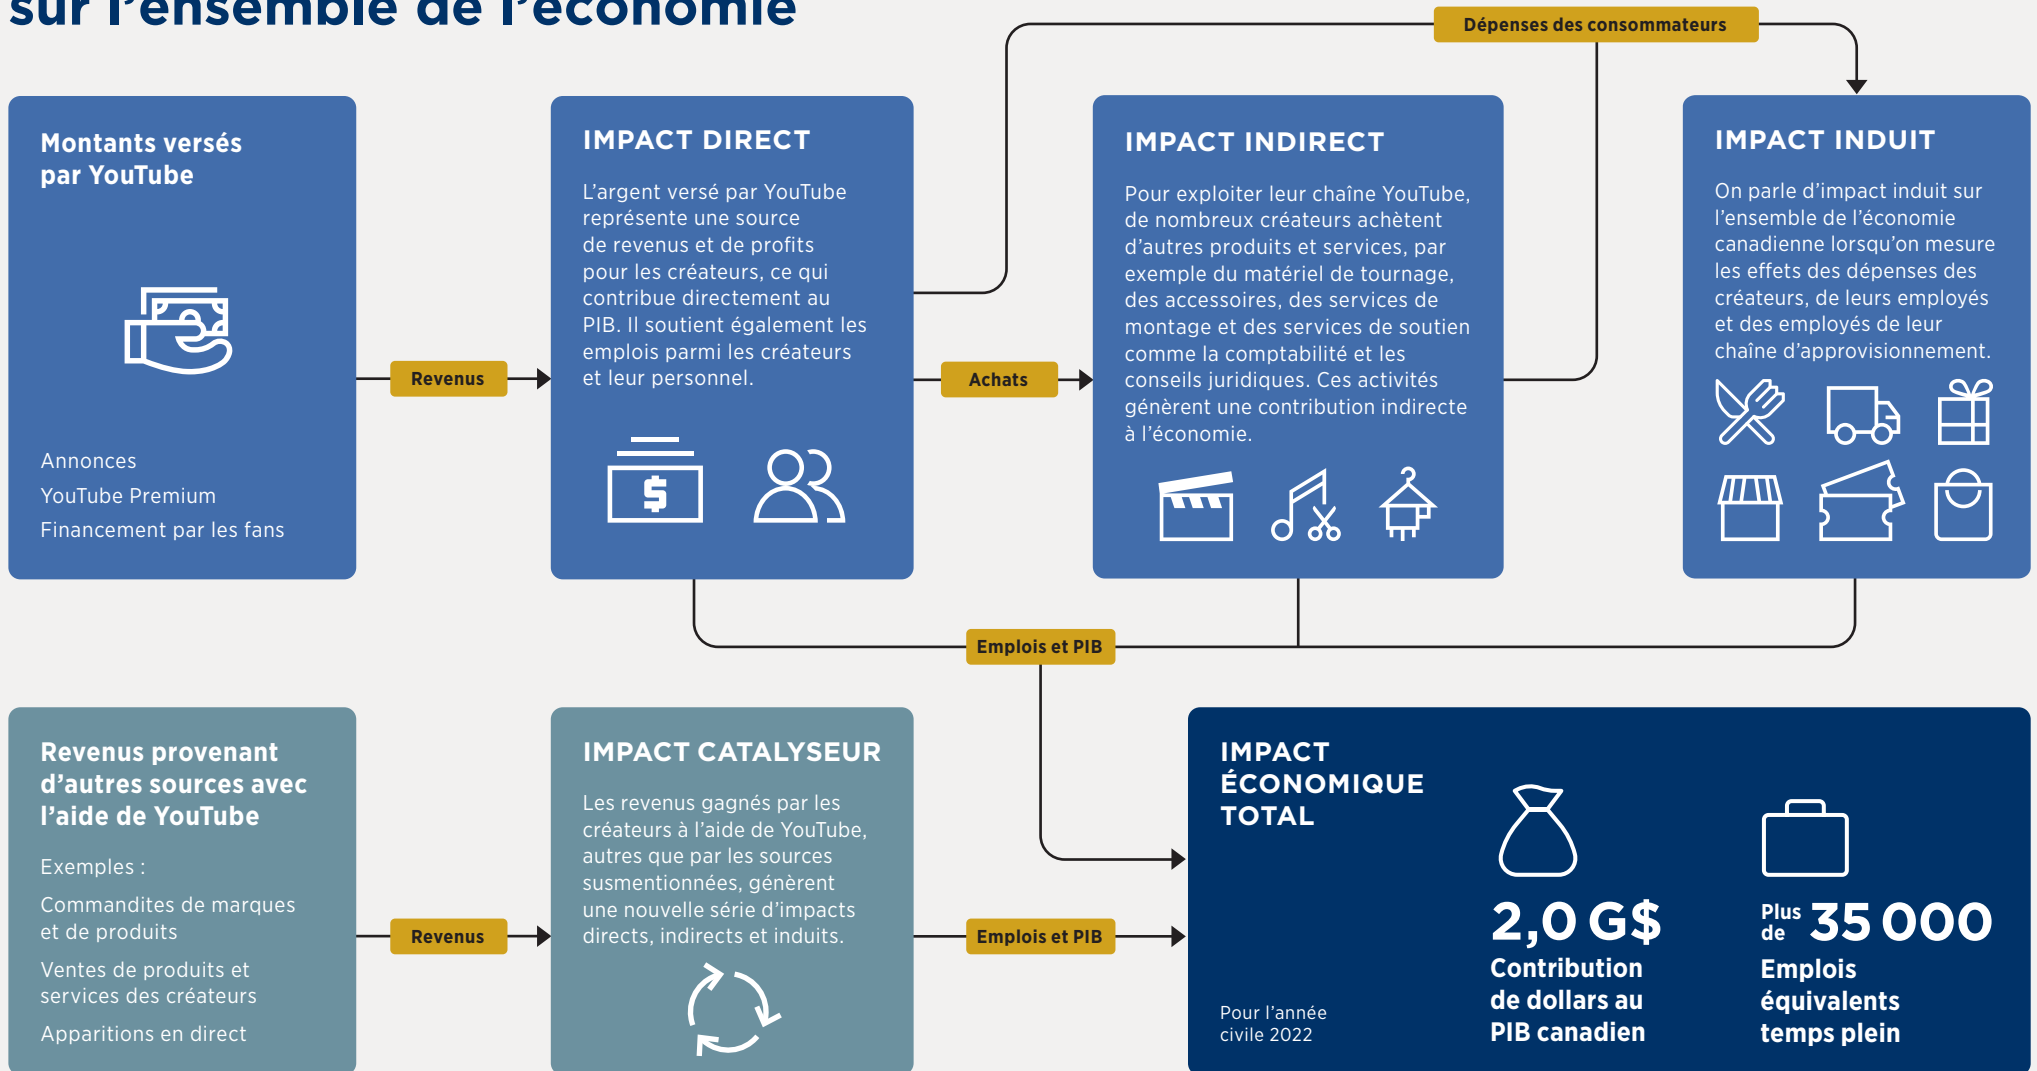 sur l’ensemble de l’économie
Dépenses des consommateurs
Montants versés
par YouTube
Annonces
YouTube Premium
Financement par les fans
Revenus
IMPACT DIRECT
L’argent versé par YouTube
représente une source
de revenus et de profits
pour les créateurs, ce qui
contribue directement au
PIB. Il soutient également les
emplois parmi les créateurs
et leur personnel.
$
Achats
IMPACT INDIRECT
Pour exploiter leur chaîne YouTube,
de nombreux créateurs achètent
d’autres produits et services, par
exemple du matériel de tournage,
des accessoires, des services de
montage et des services de soutien
comme la comptabilité et les
conseils juridiques. Ces activités
génèrent une contribution indirecte
à l’économie.
IMPACT INDUIT
On parle d’impact induit sur
l’ensemble de l’économie
canadienne lorsqu’on mesure
les effets des dépenses des
créateurs, de leurs employés
et des employés de leur
chaîne d’approvisionnement.
Emplois et PIB
Revenus provenant
d’autres sources avec
l’aide de YouTube
Exemples :
Commandites de marques
et de produits
Ventes de produits et
services des créateurs
Apparitions en direct
Revenus
IMPACT CATALYSEUR
Les revenus gagnés par les
créateurs à l’aide de YouTube,
autres que par les sources
susmentionnées, génèrent
une nouvelle série d’impacts
directs, indirects et induits.
Emplois et PIB
IMPACT
ÉCONOMIQUE
TOTAL
Pour l’année
civile 2022
2,0 G$
Contribution
de dollars au
PIB canadien
Plus de 35 000
Emplois
équivalents
temps plein